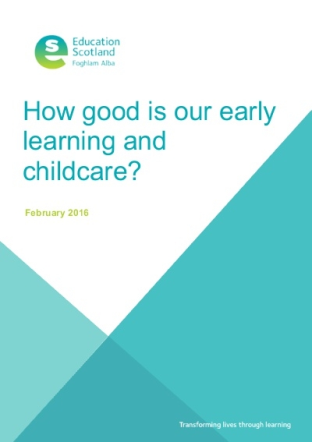 Education
Scotland
Foghlam Alba
How good is our early
learning and
childcare?
February 2016
Transforming lives through learning